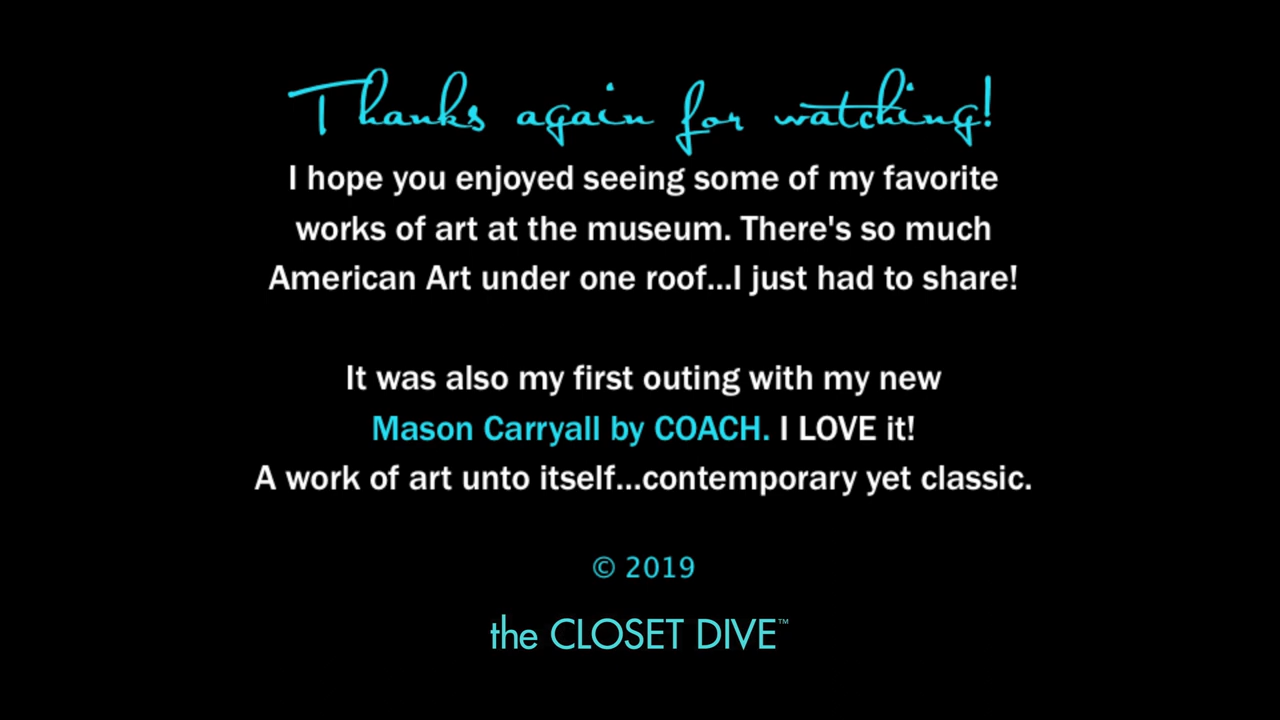 Thanks again for watching!
I hope you enjoyed seeing some of my favorite
works of art at the museum. There's so much
American Art under one roof...I just had to share!
It was also my first outing with my new
Mason Carryall by COACH. I LOVE it!
A work of art unto itself...contemporary yet classic.
© 2019
the CLOSET DIVE™